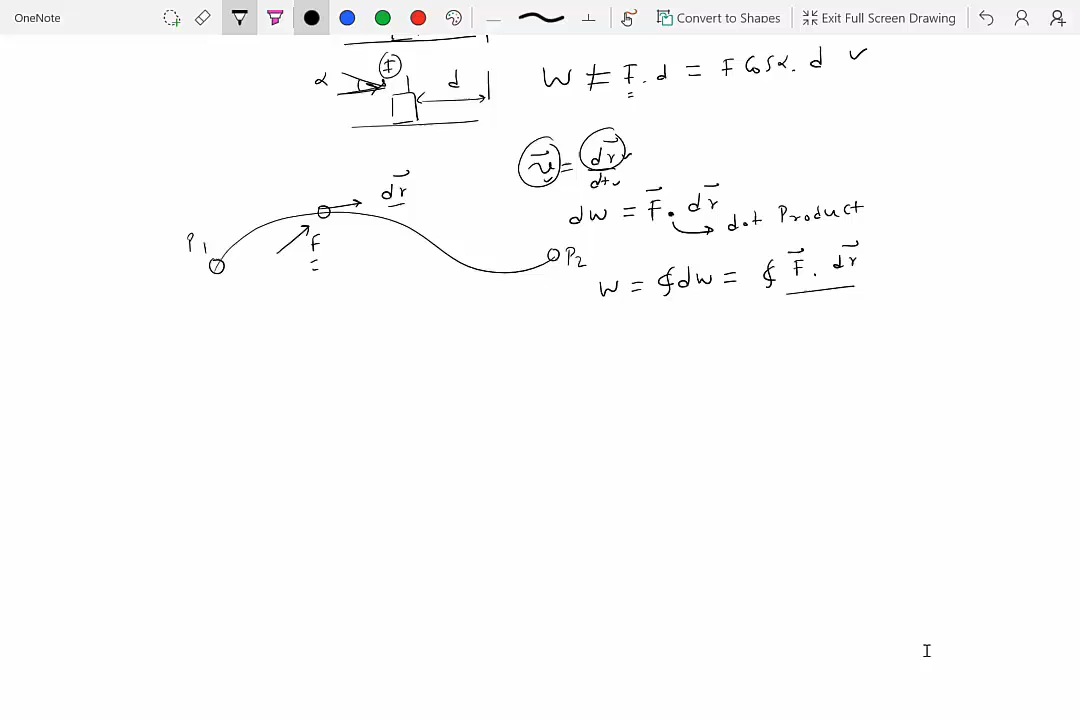 OneNote
Convert to Shapes
Exit Full Screen Drawing
α F d
W ≠ F . d = F Cos α . d ✓
v⃗ = dr⃗/dt
dr⃗
dw = F⃗ . dr⃗
dot Product
P1 F P2
W = ∮dw = ∮ F⃗ . dr⃗